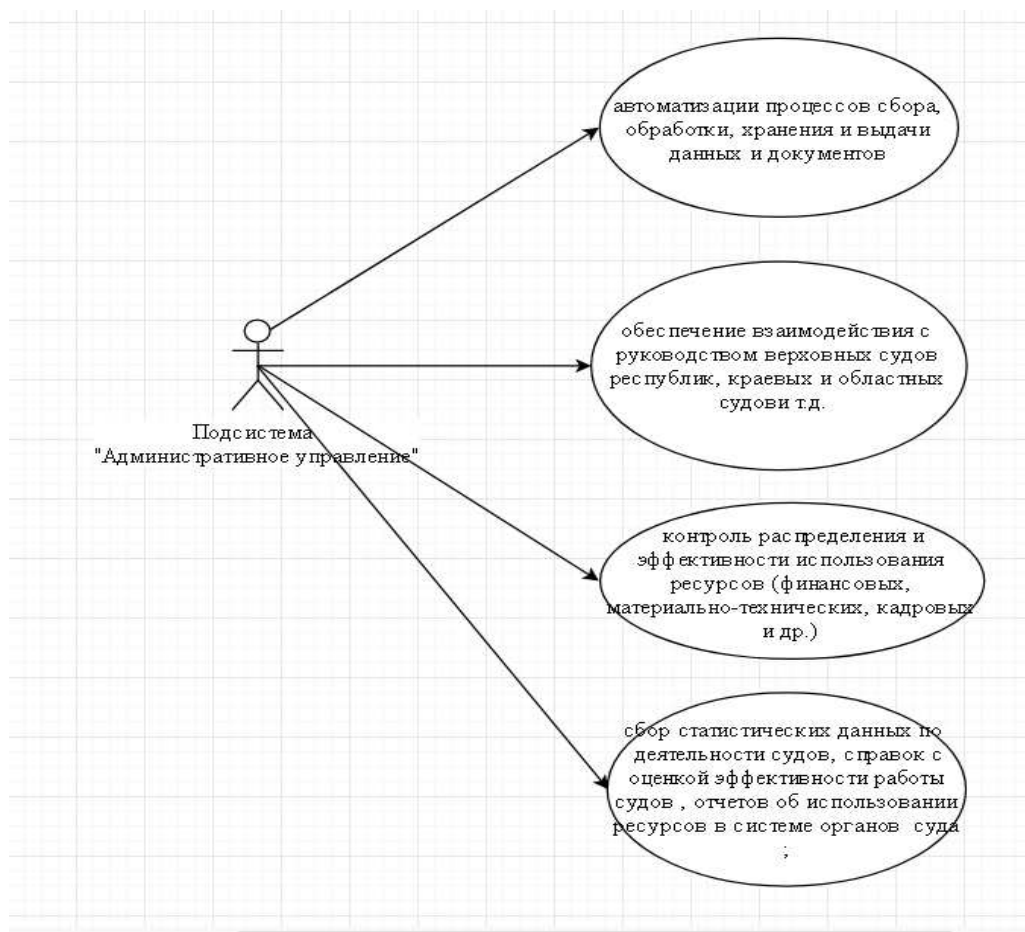 автоматизации процессов сбора,
обработки, хранения и выдачи
данных и документов
обеспечение взаимодействия с
руководством верховных судов
республик, краевых и областных
судови т.д.
Подсистема
"Административное управление"
контроль распределения и
эффективности использования
ресурсов (финансовых,
материально-технических, кадровых
и др.)
сбор статистических данных по
деятельности судов, справок с
оценкой эффективности работы
судов , отчетов об использовании
ресурсов в системе органов суда
;